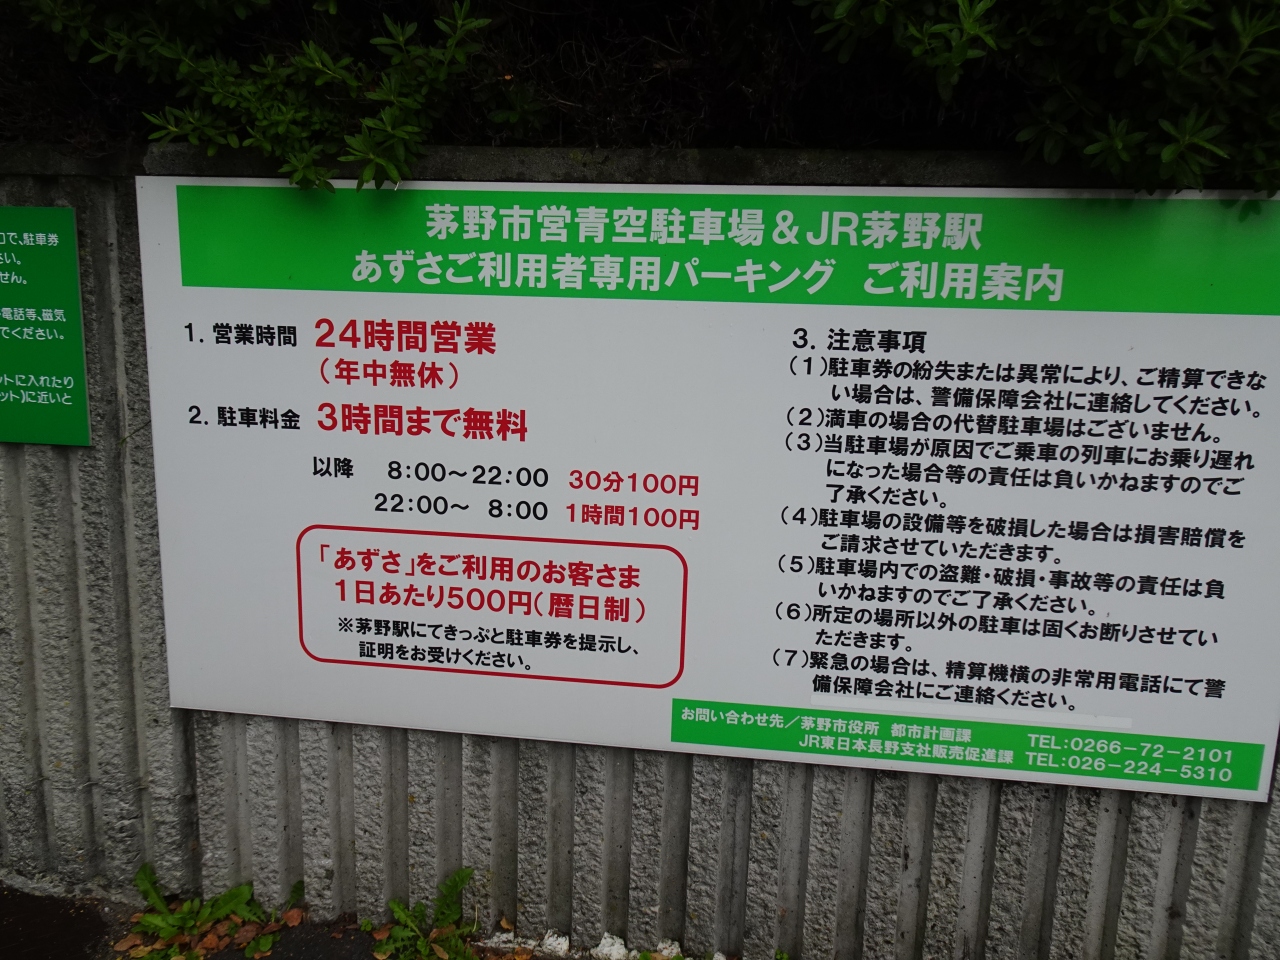 口で、駐車券
さい。
せん。
電話等、磁気
でください。
ットに入れたり
ット)に近いと
茅野市営青空駐車場&JR茅野駅
あずさご利用者専用パーキング ご利用案内
1. 営業時間 24時間営業
(年中無休)
2. 駐車料金 3時間まで無料
以降 8:00〜22:00 30分100円
22:00〜 8:00 1時間100円
「あずさ」をご利用のお客さま
1日あたり500円(暦日制)
※茅野駅にてきっぷと駐車券を提示し、
証明をお受けください。
3. 注意事項
(1)駐車券の紛失または異常により、ご精算できな
い場合は、警備保障会社に連絡してください。
(2)満車の場合の代替駐車場はございません。
(3)当駐車場が原因でご乗車の列車にお乗り遅れ
になった場合等の責任は負いかねますのでご
了承ください。
(4)駐車場の設備等を破損した場合は損害賠償を
ご請求させていただきます。
(5)駐車場内での盗難・破損・事故等の責任は負
いかねますのでご了承ください。
(6)所定の場所以外の駐車は固くお断りさせてい
ただきます。
(7)緊急の場合は、精算機横の非常用電話にて警
備保障会社にご連絡ください。
お問い合わせ先/茅野市役所 都市計画課 TEL:0266-72-2101
JR東日本長野支社販売促進課 TEL:026-224-5310